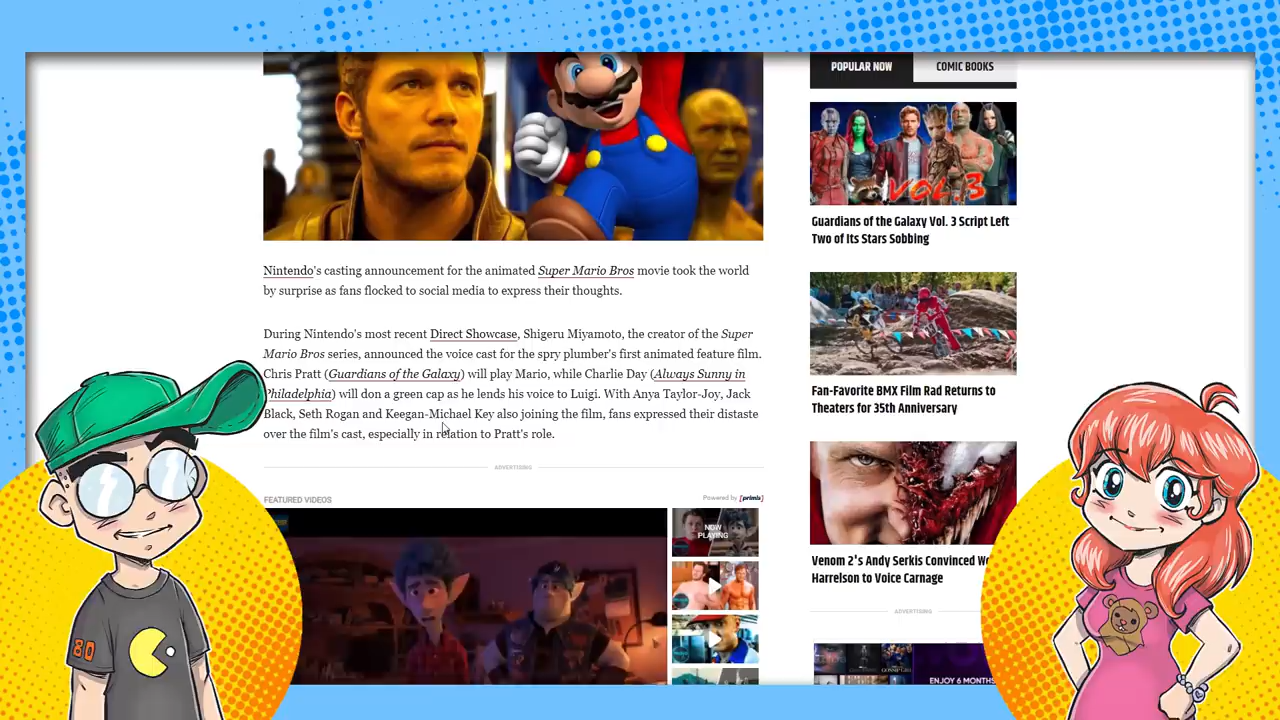 POPULAR NOW
COMIC BOOKS
VOL.3
Guardians of the Galaxy Vol. 3 Script Left
Two of Its Stars Sobbing
Nintendo's casting announcement for the animated Super Mario Bros movie took the world
by surprise as fans flocked to social media to express their thoughts.
During Nintendo's most recent Direct Showcase, Shigeru Miyamoto, the creator of the Super
Mario Bros series, announced the voice cast for the spry plumber's first animated feature film.
Chris Pratt (Guardians of the Galaxy) will play Mario, while Charlie Day (Always Sunny in
Philadelphia) will don a green cap as he lends his voice to Luigi. With Anya Taylor-Joy, Jack
Black, Seth Rogan and Keegan-Michael Key also joining the film, fans expressed their distaste
over the film's cast, especially in relation to Pratt's role.
Fan-Favorite BMX Film Rad Returns to
Theaters for 35th Anniversary
ADVERTISING
FEATURED VIDEOS
Powered by [primis]
NOW
PLAYING
Venom 2's Andy Serkis Convinced
Harrelson to Voice Carnage
ADVERTISING
ENJOY 6 MONTHS
80